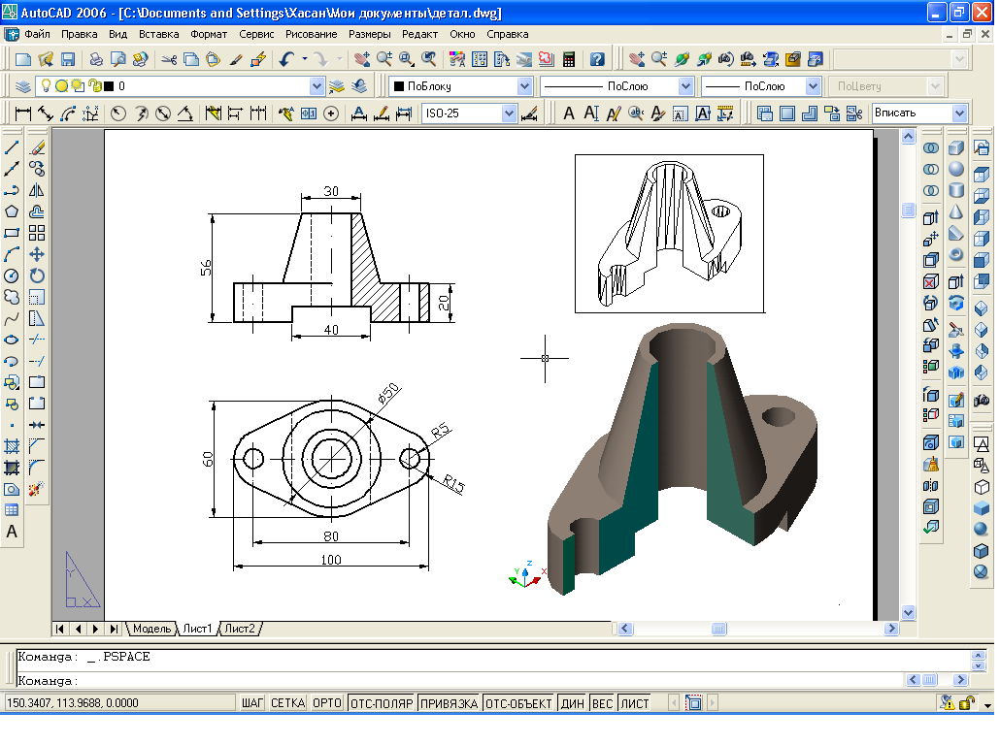 AutoCAD 2006 - [C:\Documents and Settings\Хасан\Мои документы\детал.dwg]
Файл Правка Вид Вставка Формат Сервис Рисование Размеры Редакт Окно Справка
0 ПоБлоку ПоСлою ПоСлою ПоЦвету
ISO-25 A Вписать
30
56
20
40
⌀50
R5
60
R15
80
100
Z
Y X
Y
X
A
Модель Лист1 Лист2
Команда: _.PSPACE
Команда:
150.3407, 113.9688, 0.0000 ШАГ СЕТКА ОРТО ОТС-ПОЛЯР ПРИВЯЗКА ОТС-ОБЪЕКТ ДИН ВЕС ЛИСТ